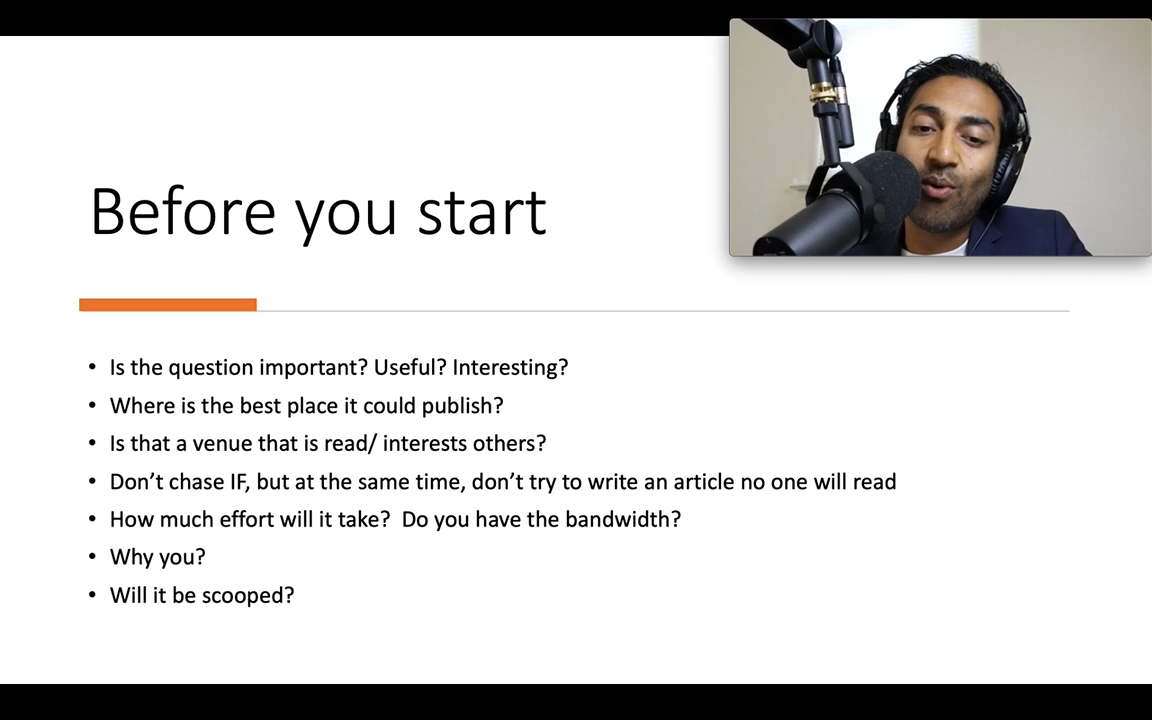 Before you start
• Is the question important? Useful? Interesting?
• Where is the best place it could publish?
• Is that a venue that is read/ interests others?
• Don’t chase IF, but at the same time, don’t try to write an article no one will read
• How much effort will it take?  Do you have the bandwidth?
• Why you?
• Will it be scooped?